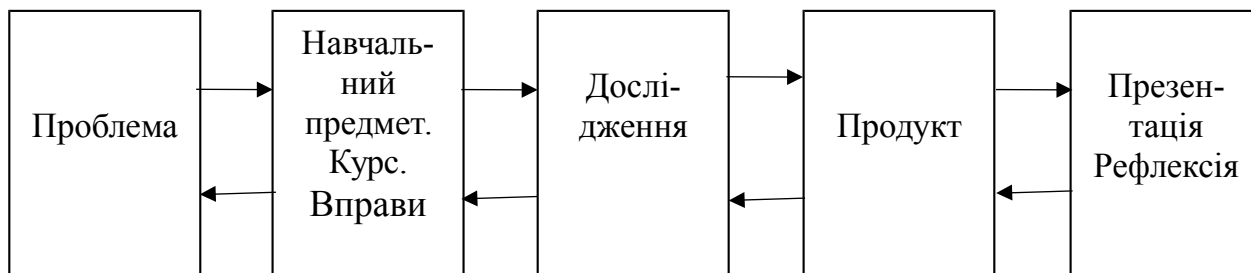 Проблема
Навчаль-
ний
предмет.
Курс.
Вправи
Дослі-
дження
Продукт
Презен-
тація
Рефлексія